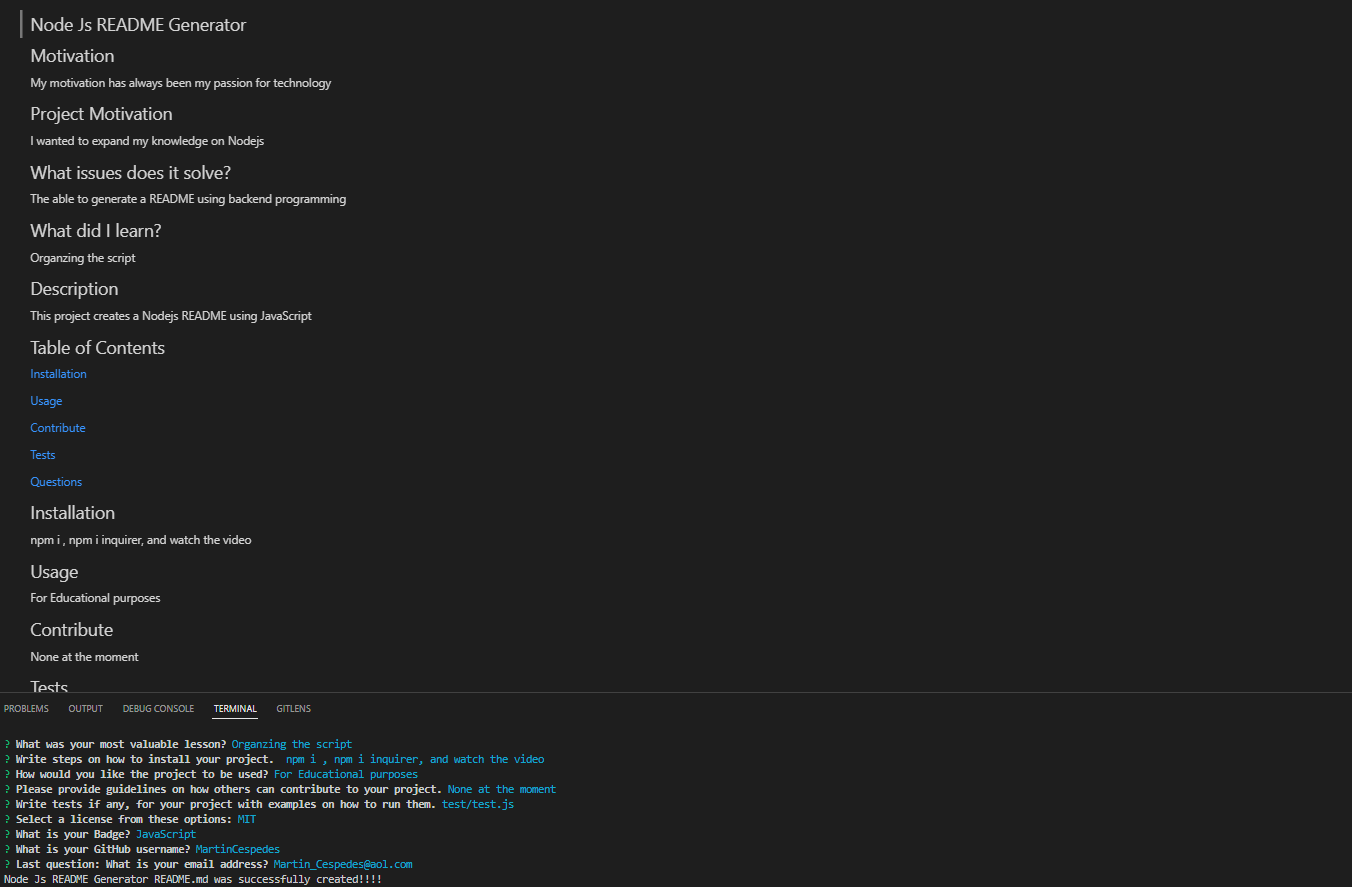 Node Js README Generator
Motivation
My motivation has always been my passion for technology
Project Motivation
I wanted to expand my knowledge on Nodejs
What issues does it solve?
The able to generate a README using backend programming
What did I learn?
Organzing the script
Description
This project creates a Nodejs README using JavaScript
Table of Contents
Installation
Usage
Contribute
Tests
Questions
Installation
npm i , npm i inquirer, and watch the video
Usage
For Educational purposes
Contribute
None at the moment
Tests
PROBLEMS OUTPUT DEBUG CONSOLE TERMINAL GITLENS
? What was your most valuable lesson? Organzing the script
? Write steps on how to install your project.  npm i , npm i inquirer, and watch the video
? How would you like the project to be used? For Educational purposes
? Please provide guidelines on how others can contribute to your project. None at the moment
? Write tests if any, for your project with examples on how to run them. test/test.js
? Select a license from these options: MIT
? What is your Badge? JavaScript
? What is your GitHub username? MartinCespedes
? Last question: What is your email address? Martin_Cespedes@aol.com
Node Js README Generator README.md was successfully created!!!!